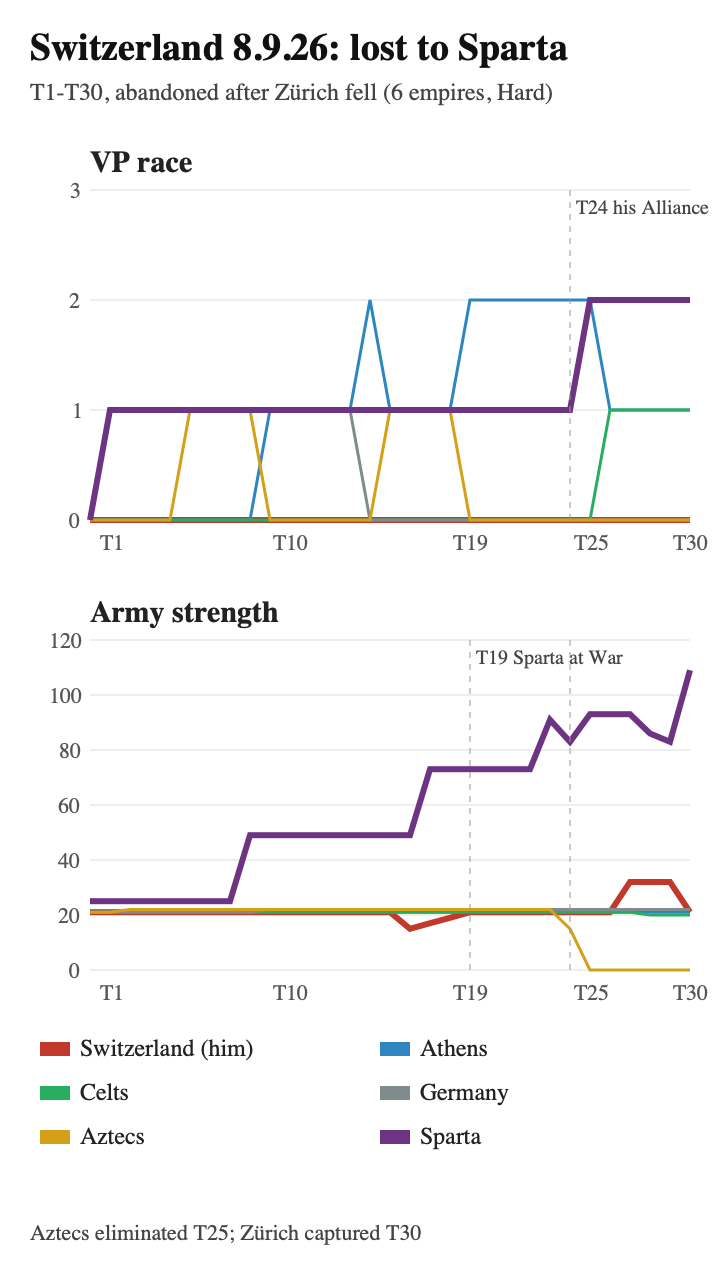 Switzerland 8.9.26: lost to Sparta
T1-T30, abandoned after Zürich fell (6 empires, Hard)
VP race
3
T24 his Alliance
2
1
0
T1 T10 T19 T25 T30
Army strength
120
T19 Sparta at War
100
80
60
40
20
0
T1 T10 T19 T25 T30
Switzerland (him) Athens
Celts Germany
Aztecs Sparta
Aztecs eliminated T25; Zürich captured T30